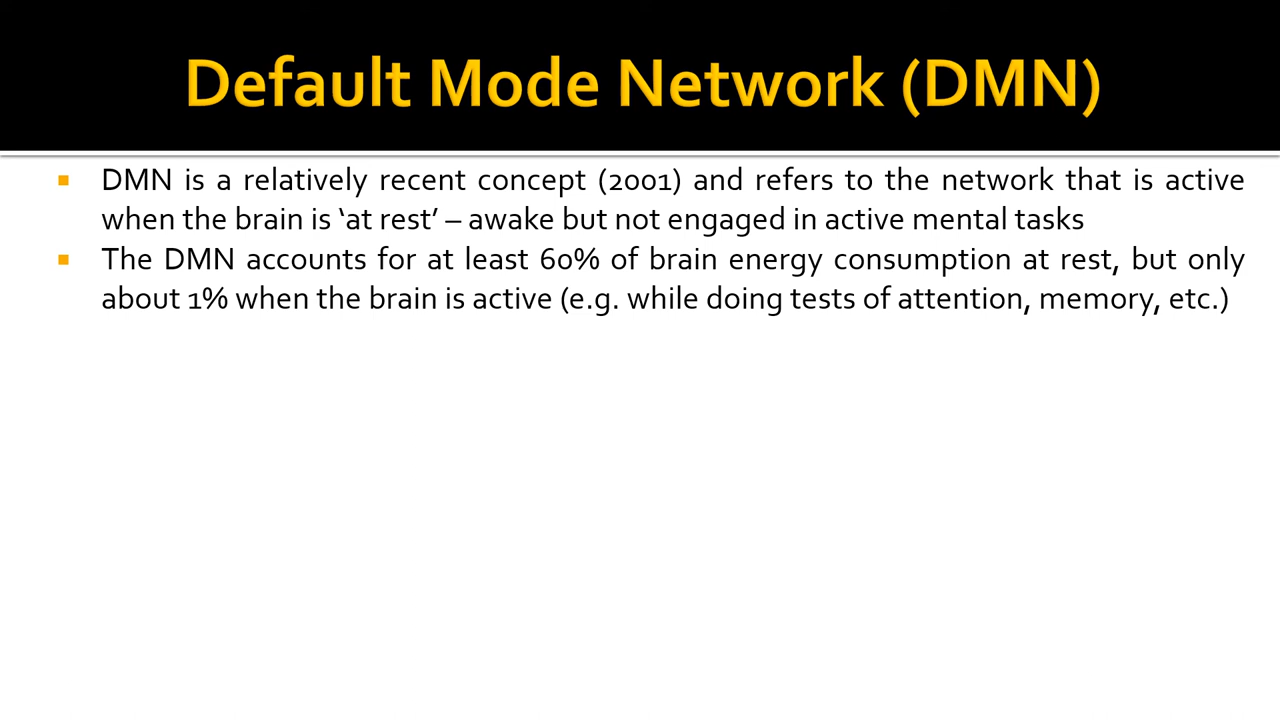 Default Mode Network (DMN)
▪ DMN is a relatively recent concept (2001) and refers to the network that is active
when the brain is ‘at rest’ – awake but not engaged in active mental tasks
▪ The DMN accounts for at least 60% of brain energy consumption at rest, but only
about 1% when the brain is active (e.g. while doing tests of attention, memory, etc.)